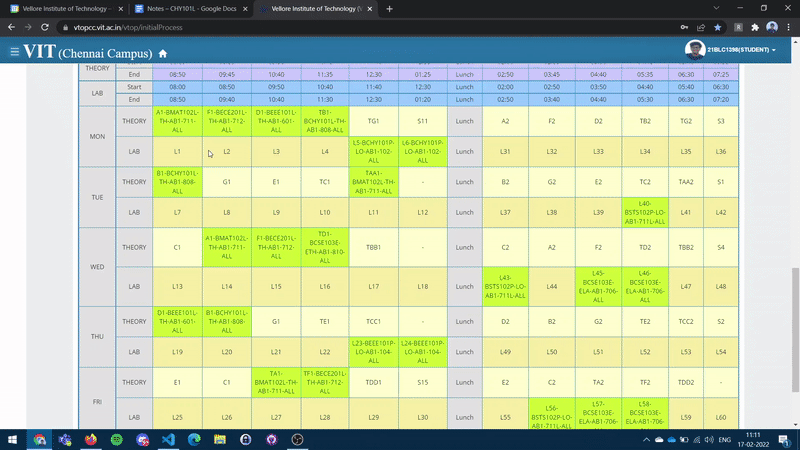 Vellore Institute of Technology (Ch
Notes – CHY101L - Google Docs
Vellore Institute of Technology (V
vtopcc.vit.ac.in/vtop/initialProcess
VIT (Chennai Campus)
21BLC1398(STUDENT)
THEORY
End 08:50 09:45 10:40 11:35 12:30 01:25 Lunch 02:50 03:45 04:40 05:35 06:30 07:25
LAB
Start 08:00 08:50 09:50 10:40 11:40 12:30 Lunch 02:00 02:50 03:50 04:40 05:40 06:30
End 08:50 09:40 10:40 11:30 12:30 01:20 Lunch 02:50 03:40 04:40 05:30 06:30 07:20
MON
THEORY
A1-BMAT102L-
TH-AB1-711-
ALL
F1-BECE201L-
TH-AB1-712-
ALL
D1-BEEE101L-
TH-AB1-601-
ALL
TB1-
BCHY101L-TH-
AB1-808-ALL
TG1 S11 Lunch A2 F2 D2 TB2 TG2 S3
LAB L1 L2 L3 L4
L5-BCHY101P-
LO-AB1-102-
ALL
L6-BCHY101P-
LO-AB1-102-
ALL
Lunch L31 L32 L33 L34 L35 L36
TUE
THEORY
B1-BCHY101L-
TH-AB1-808-
ALL
G1 E1 TC1
TAA1-
BMAT102L-TH-
AB1-711-ALL
- Lunch B2 G2 E2 TC2 TAA2 S1
LAB L7 L8 L9 L10 L11 L12 Lunch L37 L38 L39
L40-
BSTS102P-LO-
AB1-711L-ALL
L41 L42
WED
THEORY C1
A1-BMAT102L-
TH-AB1-711-
ALL
F1-BECE201L-
TH-AB1-712-
ALL
TD1-
BCSE103E-
ETH-AB1-810-
ALL
TBB1 - Lunch C2 A2 F2 TD2 TBB2 S4
LAB L13 L14 L15 L16 L17 L18 Lunch
L43-
BSTS102P-LO-
AB1-711L-ALL
L44
L45-
BCSE103E-
ELA-AB1-706-
ALL
L46-
BCSE103E-
ELA-AB1-706-
ALL
L47 L48
THU
THEORY
D1-BEEE101L-
TH-AB1-601-
ALL
B1-BCHY101L-
TH-AB1-808-
ALL
G1 TE1 TCC1 - Lunch D2 B2 G2 TE2 TCC2 S2
LAB L19 L20 L21 L22
L23-BEEE101P-
LO-AB1-104-
ALL
L24-BEEE101P-
LO-AB1-104-
ALL
Lunch L49 L50 L51 L52 L53 L54
FRI
THEORY E1 C1
TA1-
BMAT102L-TH-
AB1-711-ALL
TF1-BECE201L-
TH-AB1-712-
ALL
TDD1 S15 Lunch E2 C2 TA2 TF2 TDD2 -
LAB L25 L26 L27 L28 L29 L30 Lunch L55
L56-
BSTS102P-LO-
AB1-711L-ALL
L57-
BCSE103E-
ELA-AB1-706-
L58-
BCSE103E-
ELA-AB1-706-
L59 L60
ENG
11:11
17-02-2022